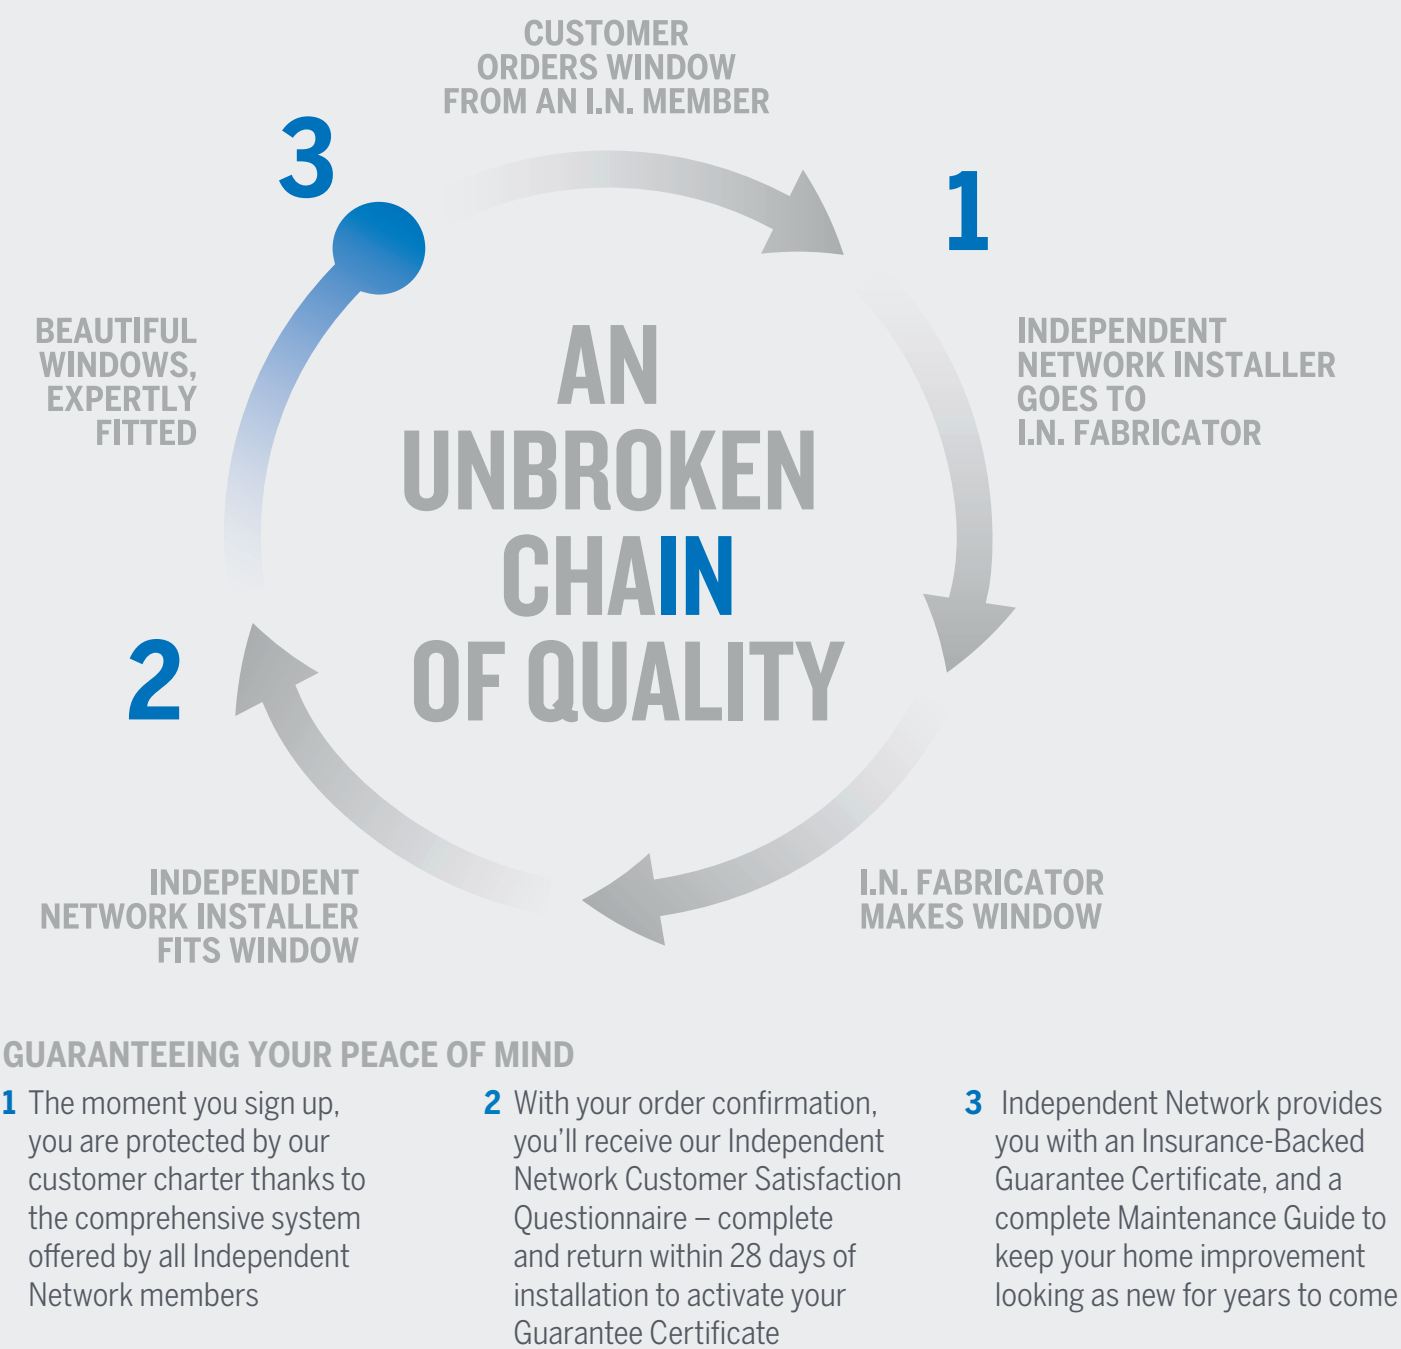 CUSTOMER
ORDERS WINDOW
FROM AN I.N. MEMBER
3
1
BEAUTIFUL
WINDOWS,
EXPERTLY
FITTED
INDEPENDENT
NETWORK INSTALLER
GOES TO
I.N. FABRICATOR
AN
UNBROKEN
CHAIN
OF QUALITY
2
INDEPENDENT
NETWORK INSTALLER
FITS WINDOW
I.N. FABRICATOR
MAKES WINDOW
GUARANTEEING YOUR PEACE OF MIND
1 The moment you sign up,
you are protected by our
customer charter thanks to
the comprehensive system
offered by all Independent
Network members
2 With your order confirmation,
you’ll receive our Independent
Network Customer Satisfaction
Questionnaire – complete
and return within 28 days of
installation to activate your
Guarantee Certificate
3 Independent Network provides
you with an Insurance-Backed
Guarantee Certificate, and a
complete Maintenance Guide to
keep your home improvement
looking as new for years to come